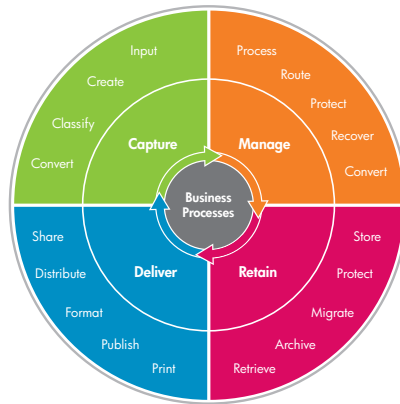 Input
Create
Classify
Convert
Capture
Process
Route
Protect
Recover
Convert
Manage
Business
Processes
Share
Distribute
Format
Publish
Print
Deliver
Store
Protect
Migrate
Archive
Retrieve
Retain